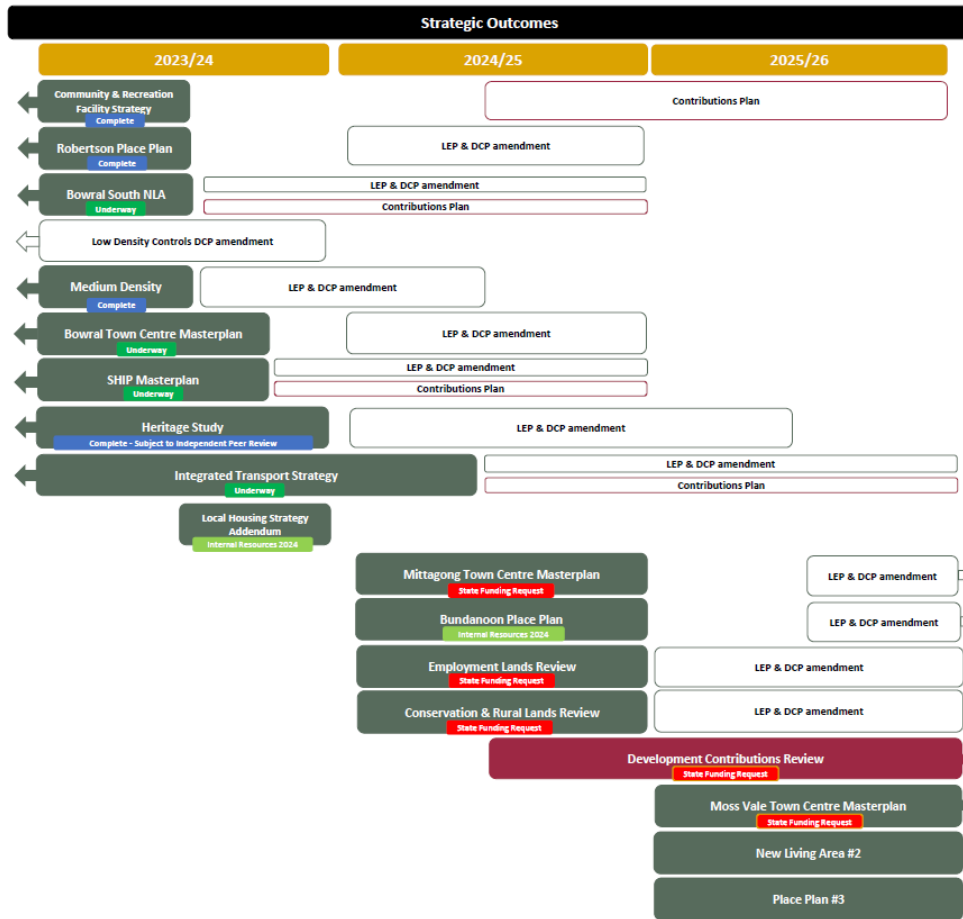 Strategic Outcomes
2023/24
2024/25
2025/26
Community & Recreation
Facility Strategy
Complete
Contributions Plan
Robertson Place Plan
Complete
LEP & DCP amendment
Bowral South NLA
Underway
LEP & DCP amendment
Contributions Plan
Low Density Controls DCP amendment
Medium Density
Complete
LEP & DCP amendment
Bowral Town Centre Masterplan
Underway
LEP & DCP amendment
SHIP Masterplan
Underway
LEP & DCP amendment
Contributions Plan
Heritage Study
Complete - Subject to Independent Peer Review
LEP & DCP amendment
Integrated Transport Strategy
Underway
LEP & DCP amendment
Contributions Plan
Local Housing Strategy
Addendum
Internal Resources 2024
Mittagong Town Centre Masterplan
State Funding Request
LEP & DCP amendment
Bundanoon Place Plan
Internal Resources 2024
LEP & DCP amendment
Employment Lands Review
State Funding Request
LEP & DCP amendment
Conservation & Rural Lands Review
State Funding Request
LEP & DCP amendment
Development Contributions Review
State Funding Request
Moss Vale Town Centre Masterplan
State Funding Request
New Living Area #2
Place Plan #3